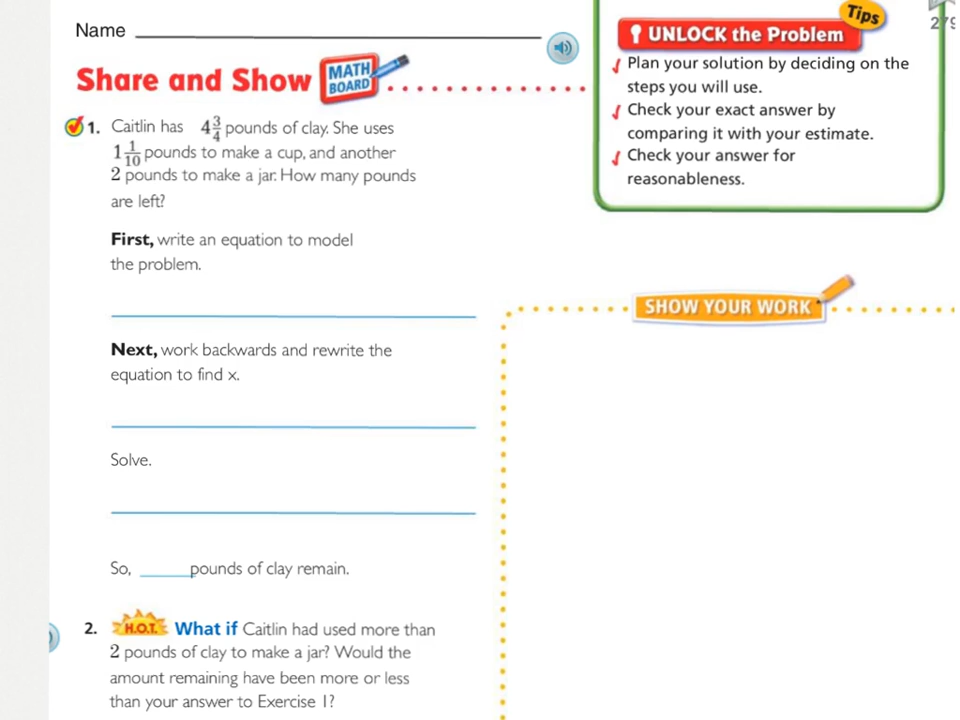 Name
Share and Show MATH BOARD
1. Caitlin has 4 3/4 pounds of clay. She uses
1 1/10 pounds to make a cup, and another
2 pounds to make a jar. How many pounds
are left?
First, write an equation to model
the problem.
Next, work backwards and rewrite the
equation to find x.
Solve.
So, ______ pounds of clay remain.
2. H.O.T. What if Caitlin had used more than
2 pounds of clay to make a jar? Would the
amount remaining have been more or less
than your answer to Exercise 1?
Tips
UNLOCK the Problem
√ Plan your solution by deciding on the
steps you will use.
√ Check your exact answer by
comparing it with your estimate.
√ Check your answer for
reasonableness.
279
SHOW YOUR WORK